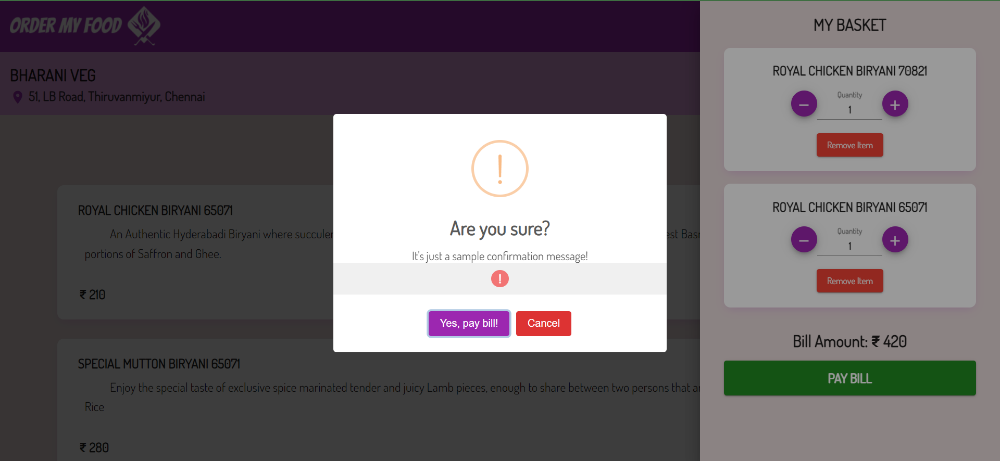 ORDER MY FOOD
BHARANI VEG
51, LB Road, Thiruvanmiyur, Chennai
ROYAL CHICKEN BIRYANI 65071
An Authentic Hyderabadi Biryani where succulen
est Basn
portions of Saffron and Ghee.
₹ 210
SPECIAL MUTTON BIRYANI 65071
Enjoy the special taste of exclusive spice marinated tender and juicy Lamb pieces, enough to share between two persons that ar
Rice
₹ 280
!
Are you sure?
It's just a sample confirmation message!
!
Yes, pay bill!
Cancel
MY BASKET
ROYAL CHICKEN BIRYANI 70821
Quantity
− 1 +
Remove Item
ROYAL CHICKEN BIRYANI 65071
Quantity
− 1 +
Remove Item
Bill Amount: ₹ 420
PAY BILL